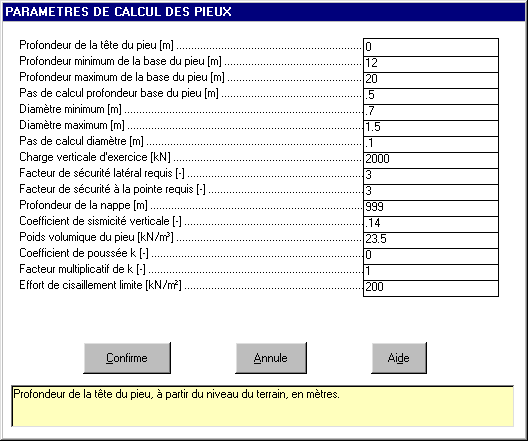 PARAMETRES DE CALCUL DES PIEUX
Profondeur de la tête du pieu [m] 0
Profondeur minimum de la base du pieu [m] 12
Profondeur maximum de la base du pieu [m] 20
Pas de calcul profondeur base du pieu [m] .5
Diamètre minimum [m] .7
Diamètre maximum [m] 1.5
Pas de calcul diamètre [m] .1
Charge verticale d'exercice [kN] 2000
Facteur de sécurité latéral requis [-] 3
Facteur de sécurité à la pointe requis [-] 3
Profondeur de la nappe [m] 999
Coefficient de sismicité verticale [-] .14
Poids volumique du pieu [kN/m³] 23.5
Coefficient de poussée k [-] 0
Facteur multiplicatif de k [-] 1
Effort de cisaillement limite [kN/m²] 200
Confirme Annule Aide
Profondeur de la tête du pieu, à partir du niveau du terrain, en mètres.